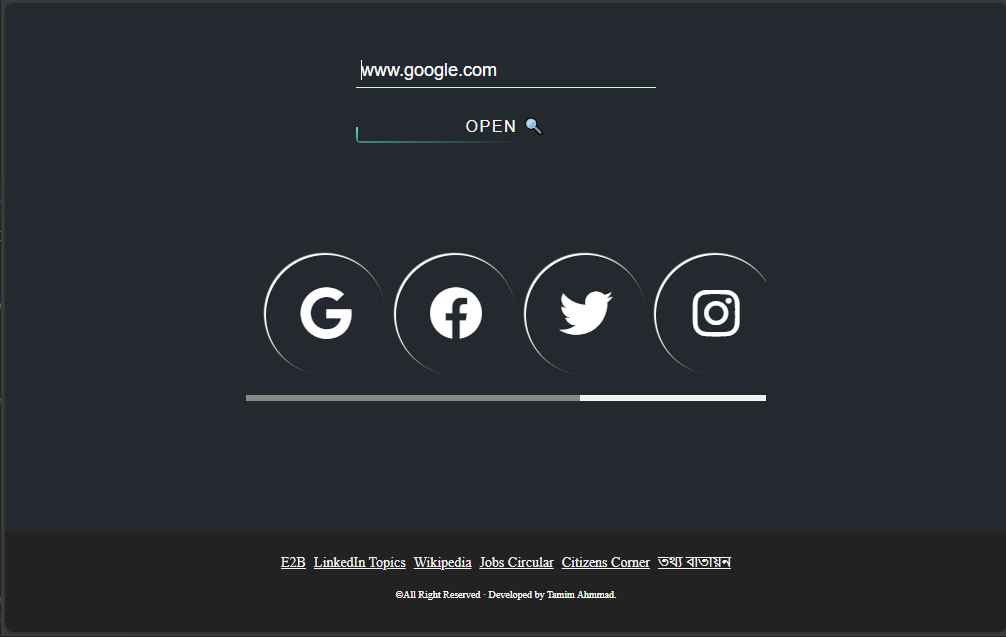 www.google.com
OPEN 🔍
E2B LinkedIn Topics Wikipedia Jobs Circular Citizens Corner তথ্য বাতায়ন
©All Right Reserved · Developed by Tamim Ahmmad.